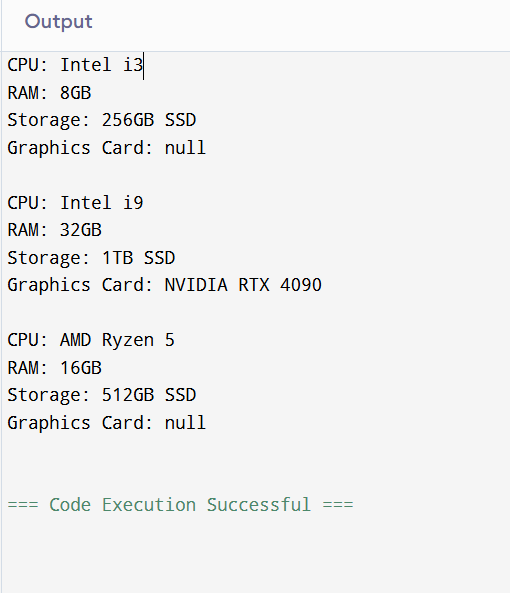 Output
CPU: Intel i3
RAM: 8GB
Storage: 256GB SSD
Graphics Card: null
CPU: Intel i9
RAM: 32GB
Storage: 1TB SSD
Graphics Card: NVIDIA RTX 4090
CPU: AMD Ryzen 5
RAM: 16GB
Storage: 512GB SSD
Graphics Card: null
=== Code Execution Successful ===